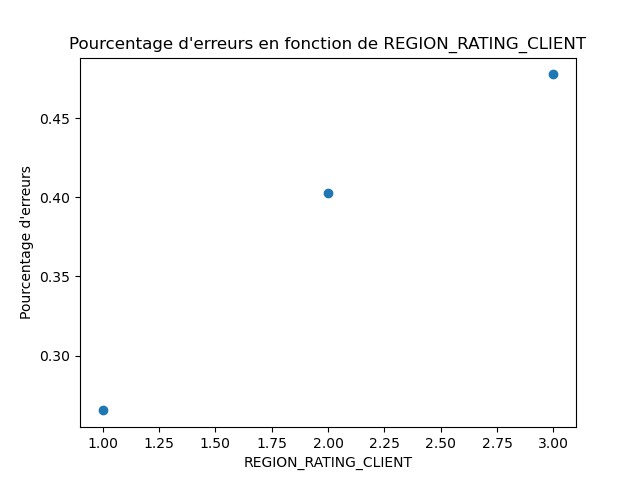 Pourcentage d'erreurs en fonction de REGION_RATING_CLIENT
Pourcentage d'erreurs
0.45
0.40
0.35
0.30
1.00 1.25 1.50 1.75 2.00 2.25 2.50 2.75 3.00
REGION_RATING_CLIENT